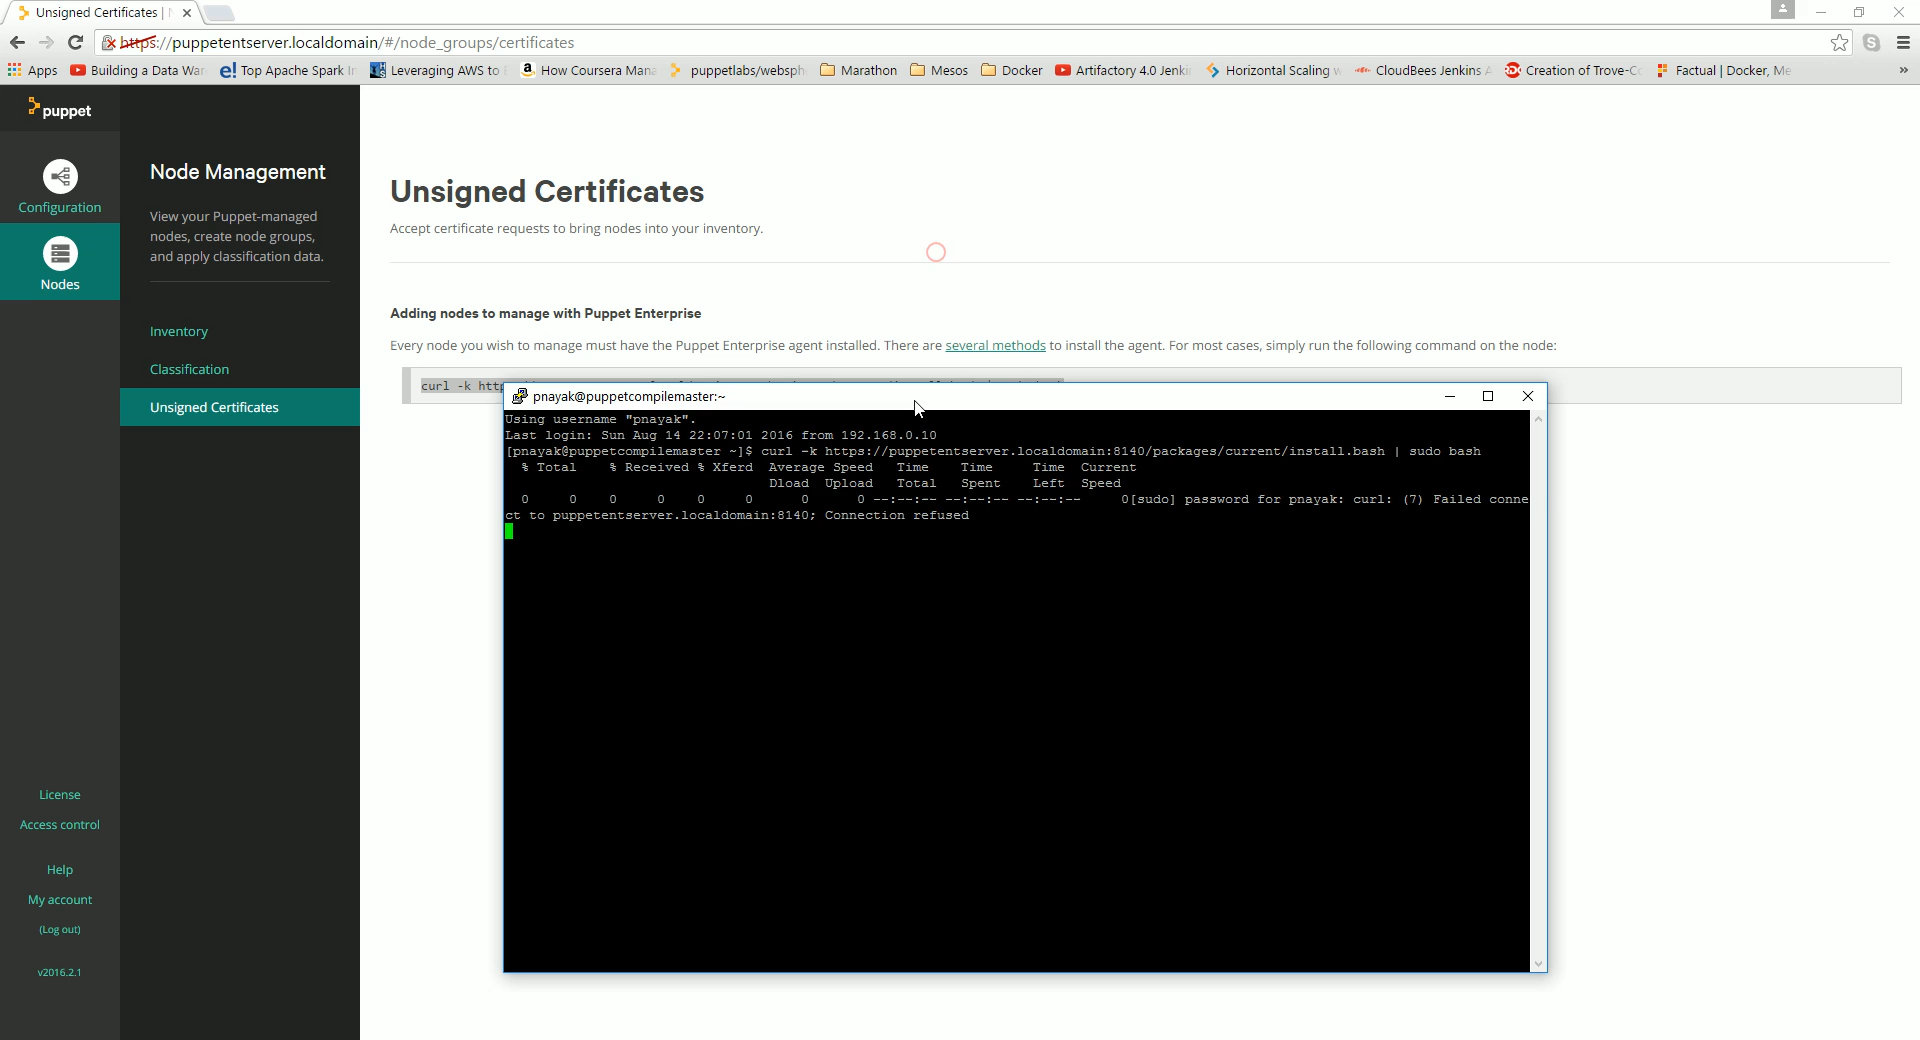 Unsigned Certificates |
https://puppetentserver.localdomain/#/node_groups/certificates
Apps Building a Data War Top Apache Spark In Leveraging AWS to How Coursera Mana puppetlabs/websph Marathon Mesos Docker Artifactory 4.0 Jenki Horizontal Scaling w CloudBees Jenkins Creation of Trove-C Factual | Docker, Me »
puppet
Configuration
Nodes
License
Access control
Help
My account
(Log out)
v2016.2.1
Node Management
View your Puppet-managed
nodes, create node groups,
and apply classification data.
Inventory
Classification
Unsigned Certificates
Unsigned Certificates
Accept certificate requests to bring nodes into your inventory.
Adding nodes to manage with Puppet Enterprise
Every node you wish to manage must have the Puppet Enterprise agent installed. There are several methods to install the agent. For most cases, simply run the following command on the node:
curl -k http
pnayak@puppetcompilemaster:~
Using username "pnayak".
Last login: Sun Aug 14 22:07:01 2016 from 192.168.0.10
[pnayak@puppetcompilemaster ~]$ curl -k https://puppetentserver.localdomain:8140/packages/current/install.bash | sudo bash
% Total % Received % Xferd Average Speed Time Time Time Current
Dload Upload Total Spent Left Speed
0 0 0 0 0 0 0 0 --:--:-- --:--:-- --:--:-- 0[sudo] password for pnayak: curl: (7) Failed conne
ct to puppetentserver.localdomain:8140; Connection refused